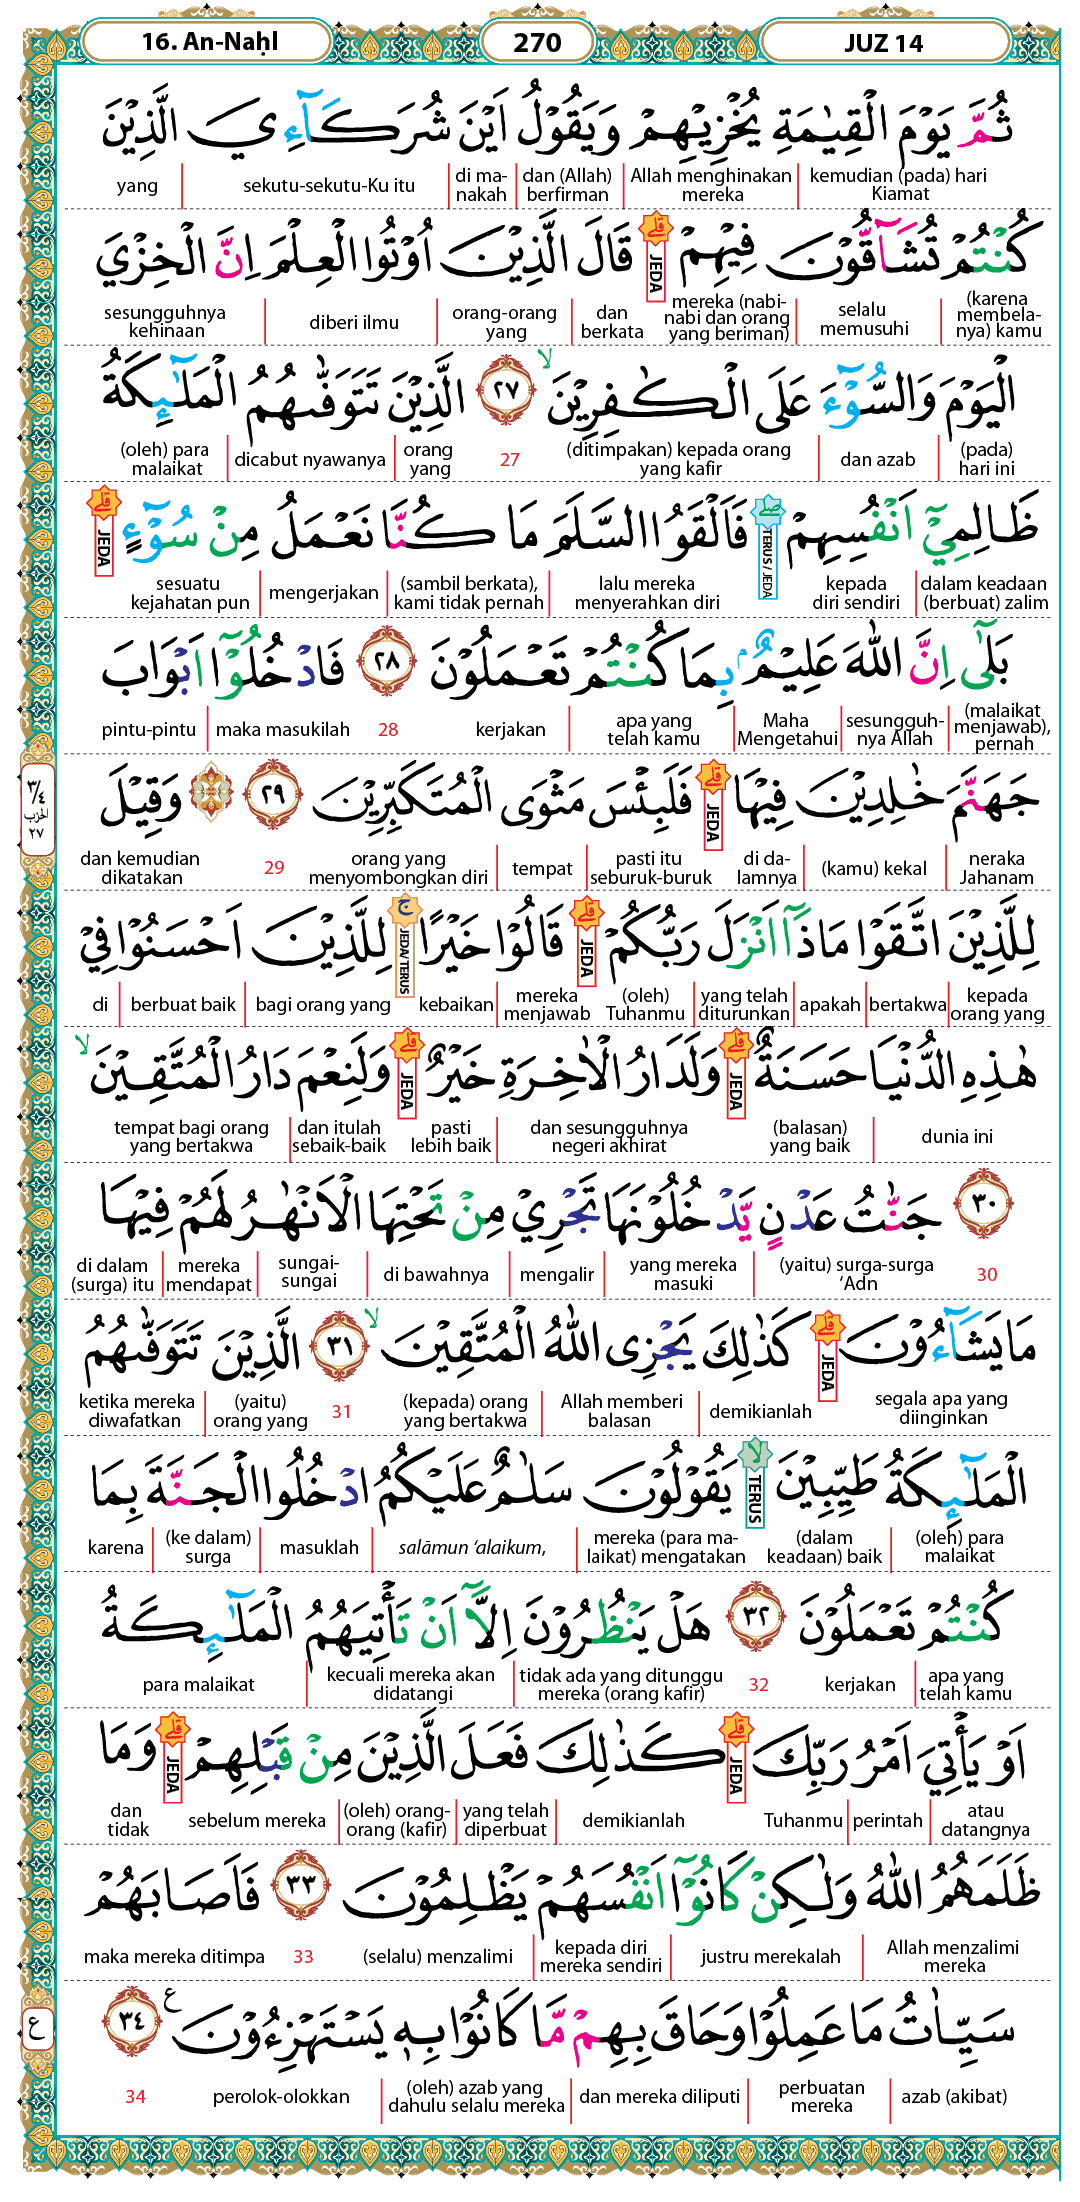 16. An-Naḥl 270 JUZ 14
ثُمَّ يَوْمَ الْقِيٰمَةِ يُخْزِيْهِمْ وَيَقُوْلُ اَيْنَ شُرَكَاۤءِيَ الَّذِيْنَ
kemudian (pada) hari Kiamat | Allah menghinakan mereka | dan (Allah) berfirman | di ma-nakah | sekutu-sekutu-Ku itu | yang
كُنْتُمْ تُشَاۤقُّوْنَ فِيْهِمْ ۗ قَالَ الَّذِيْنَ اُوْتُوا الْعِلْمَ اِنَّ الْخِزْيَ
JEDA
(karena membela-nya) kamu | selalu memusuhi | mereka (nabi-nabi dan orang yang beriman) | dan berkata | orang-orang yang | diberi ilmu | sesungguhnya kehinaan
الْيَوْمَ وَالسُّوْۤءَ عَلَى الْكٰفِرِيْنَ ۙ ٢٧ الَّذِيْنَ تَتَوَفّٰىهُمُ الْمَلٰۤىِٕكَةُ
(pada) hari ini | dan azab | (ditimpakan) kepada orang yang kafir 27 orang yang | dicabut nyawanya | (oleh) para malaikat
ظَالِمِيْٓ اَنْفُسِهِمْ ۖ فَاَلْقَوُا السَّلَمَ مَا كُنَّا نَعْمَلُ مِنْ سُوْۤءٍ ۗ
TERUS / JEDA JEDA
dalam keadaan (berbuat) zalim | kepada diri sendiri | lalu mereka menyerahkan diri | (sambil berkata), kami tidak pernah | mengerjakan | sesuatu kejahatan pun
بَلٰٓى اِنَّ اللّٰهَ عَلِيْمٌ ۢبِمَا كُنْتُمْ تَعْمَلُوْنَ ٢٨ فَادْخُلُوْٓا اَبْوَابَ
(malaikat menjawab), pernah | sesungguh-nya Allah | Maha Mengetahui | apa yang telah kamu | kerjakan 28 maka masukilah | pintu-pintu
جَهَنَّمَ خٰلِدِيْنَ فِيْهَا ۗ فَلَبِئْسَ مَثْوَى الْمُتَكَبِّرِيْنَ ٢٩ ۞ وَقِيْلَ
JEDA
٣/٤ الحزب ٢٧
neraka Jahanam | (kamu) kekal | di da-lamnya | pasti itu seburuk-buruk | tempat | orang yang menyombongkan diri 29 dan kemudian dikatakan
لِلَّذِيْنَ اتَّقَوْا مَاذَآ اَنْزَلَ رَبُّكُمْ ۗ قَالُوْا خَيْرًا ۚ لِلَّذِيْنَ اَحْسَنُوْا فِيْ
JEDA JEDA/TERUS
kepada orang yang | bertakwa | apakah | yang telah diturunkan | (oleh) Tuhanmu | mereka menjawab | kebaikan | bagi orang yang | berbuat baik | di
هٰذِهِ الدُّنْيَا حَسَنَةٌ ۗ وَلَدَارُ الْاٰخِرَةِ خَيْرٌ ۗ وَلَنِعْمَ دَارُ الْمُتَّقِيْنَ ۙ
JEDA JEDA
dunia ini | (balasan) yang baik | dan sesungguhnya negeri akhirat | pasti lebih baik | dan itulah sebaik-baik | tempat bagi orang yang bertakwa
٣٠ جَنّٰتُ عَدْنٍ يَّدْخُلُوْنَهَا تَجْرِيْ مِنْ تَحْتِهَا الْاَنْهٰرُ لَهُمْ فِيْهَا
30 (yaitu) surga-surga ‘Adn | yang mereka masuki | mengalir | di bawahnya | sungai-sungai | mereka mendapat | di dalam (surga) itu
مَا يَشَاۤءُوْنَ ۗ كَذٰلِكَ يَجْزِى اللّٰهُ الْمُتَّقِيْنَ ۙ ٣١ الَّذِيْنَ تَتَوَفّٰىهُمُ
JEDA
segala apa yang diinginkan | demikianlah | Allah memberi balasan | (kepada) orang yang bertakwa 31 (yaitu) orang yang | ketika mereka diwafatkan
الْمَلٰۤىِٕكَةُ طَيِّبِيْنَ ۙ يَقُوْلُوْنَ سَلٰمٌ عَلَيْكُمُ ادْخُلُوا الْجَنَّةَ بِمَا
TERUS
(oleh) para malaikat | (dalam keadaan) baik | mereka (para ma-laikat) mengatakan | salāmun ‘alaikum, | masuklah | (ke dalam) surga | karena
كُنْتُمْ تَعْمَلُوْنَ ٣٢ هَلْ يَنْظُرُوْنَ اِلَّآ اَنْ تَأْتِيَهُمُ الْمَلٰۤىِٕكَةُ
apa yang telah kamu | kerjakan 32 tidak ada yang ditunggu mereka (orang kafir) | kecuali mereka akan didatangi | para malaikat
اَوْ يَأْتِيَ اَمْرُ رَبِّكَ ۗ كَذٰلِكَ فَعَلَ الَّذِيْنَ مِنْ قَبْلِهِمْ ۗ وَمَا
JEDA JEDA
atau datangnya | perintah | Tuhanmu | demikianlah | yang telah diperbuat | (oleh) orang-orang (kafir) | sebelum mereka | dan tidak
ظَلَمَهُمُ اللّٰهُ وَلٰكِنْ كَانُوْٓا اَنْفُسَهُمْ يَظْلِمُوْنَ ٣٣ فَاَصَابَهُمْ
Allah menzalimi mereka | justru merekalah | kepada diri mereka sendiri | (selalu) menzalimi 33 maka mereka ditimpa
سَيِّاٰتُ مَا عَمِلُوْا وَحَاقَ بِهِمْ مَّا كَانُوْا بِهٖ يَسْتَهْزِءُوْنَ ع ٣٤
ع
azab (akibat) | perbuatan mereka | dan mereka diliputi | (oleh) azab yang dahulu selalu mereka | perolok-olokkan 34